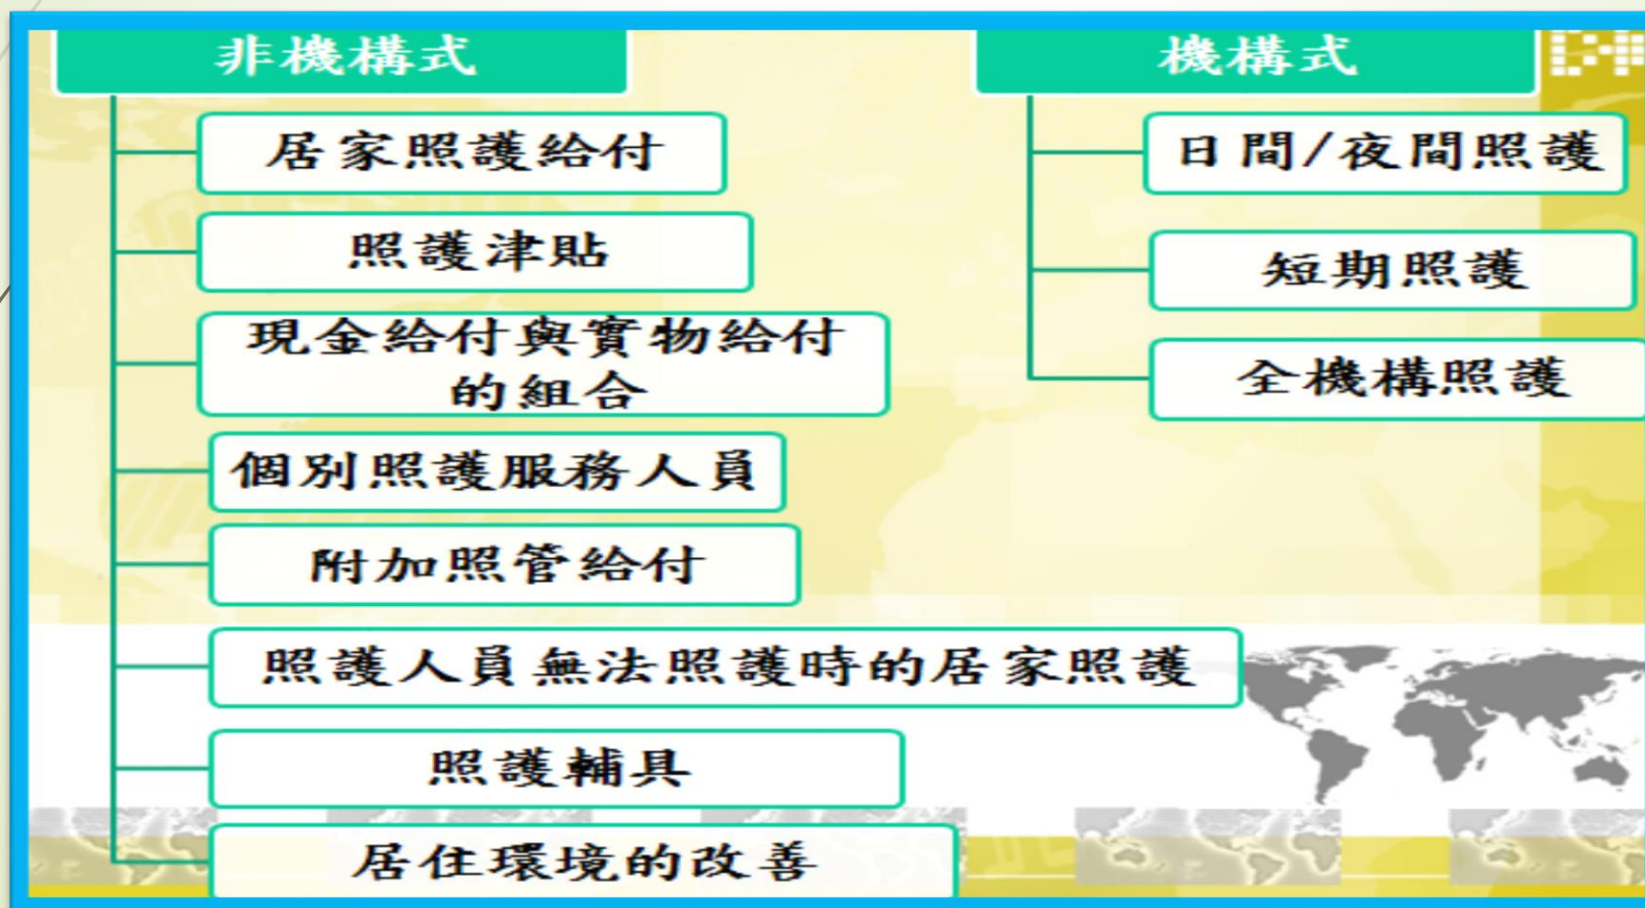 非機構式
居家照護給付
照護津貼
現金給付與實物給付
的組合
個別照護服務人員
附加照管給付
照護人員無法照護時的居家照護
照護輔具
居住環境的改善
機構式
日間/夜間照護
短期照護
全機構照護